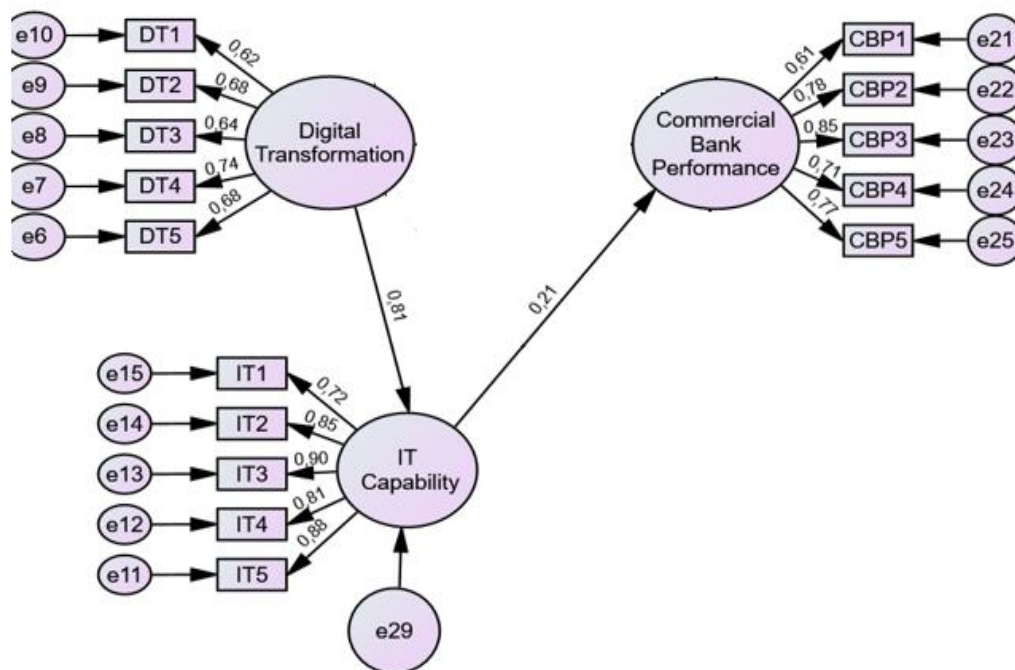 e10
DT1
0,62
e9
DT2
0,68
e8
DT3
0,64
e7
DT4
0,74
e6
DT5
0,68
Digital
Transformation
Commercial
Bank
Performance
0,61
CBP1
e21
0,78
CBP2
e22
0,85
CBP3
e23
0,71
CBP4
e24
0,77
CBP5
e25
0,81
0,21
e15
IT1
0,72
e14
IT2
0,85
e13
IT3
0,90
e12
IT4
0,81
e11
IT5
0,88
IT
Capability
e29